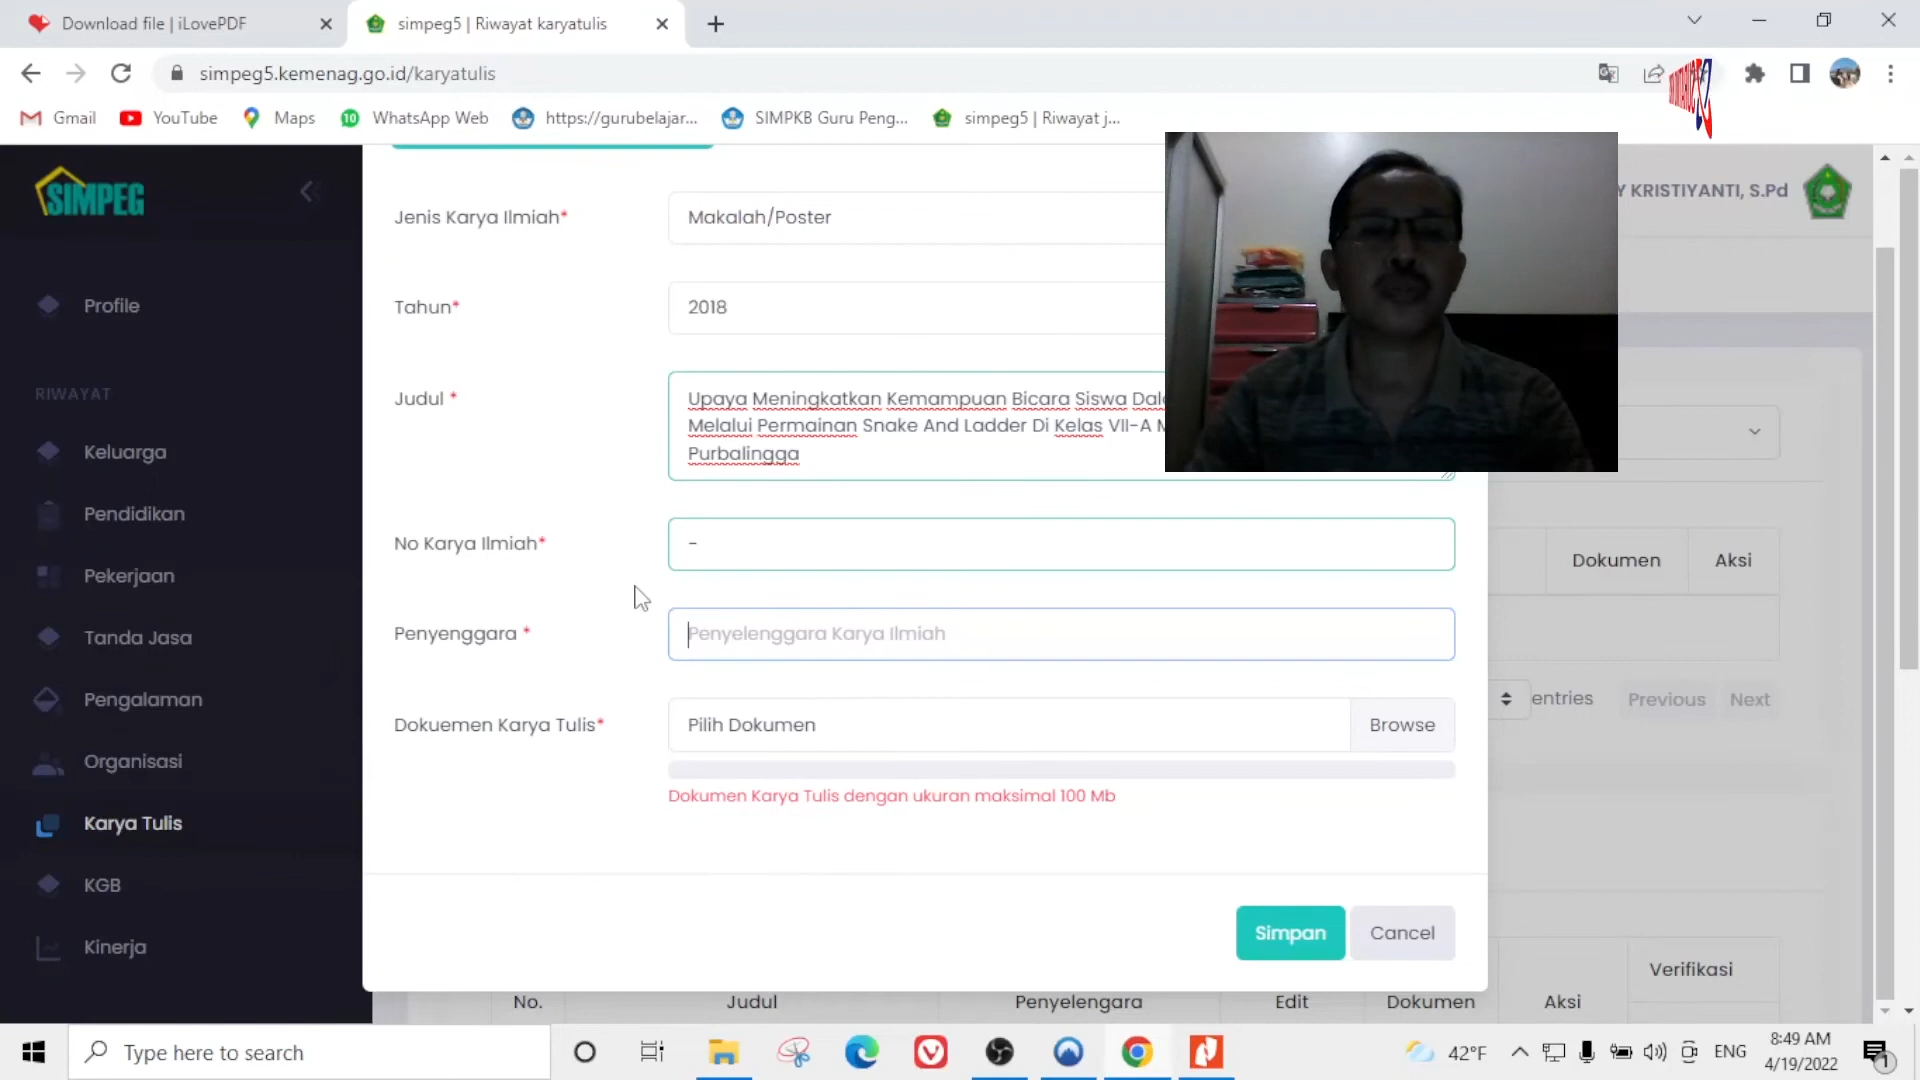 Download file | iLovePDF
simpeg5 | Riwayat karyatulis
simpeg5.kemenag.go.id/karyatulis
Gmail
YouTube
Maps
10
WhatsApp Web
https://gurubelajar...
SIMPKB Guru Peng...
simpeg5 | Riwayat j...
SIMPEG
Y KRISTIYANTI, S.Pd
Profile
RIWAYAT
Keluarga
Pendidikan
Pekerjaan
Tanda Jasa
Pengalaman
Organisasi
Karya Tulis
KGB
Kinerja
Jenis Karya Ilmiah*
Makalah/Poster
Tahun*
2018
Judul *
Upaya Meningkatkan Kemampuan Bicara Siswa
Melalui Permainan Snake And Ladder Di Kelas VII-A
Purbalingga
No Karya Ilmiah*
-
Penyenggara *
Penyelenggara Karya Ilmiah
Dokuemen Karya Tulis*
Pilih Dokumen
Browse
Dokumen Karya Tulis dengan ukuran maksimal 100 Mb
Simpan
Cancel
Dokumen
Aksi
entries
Previous
Next
Verifikasi
No.
Judul
Penyelengara
Edit
Dokumen
Aksi
Type here to search
42°F
ENG
8:49 AM
4/19/2022
1